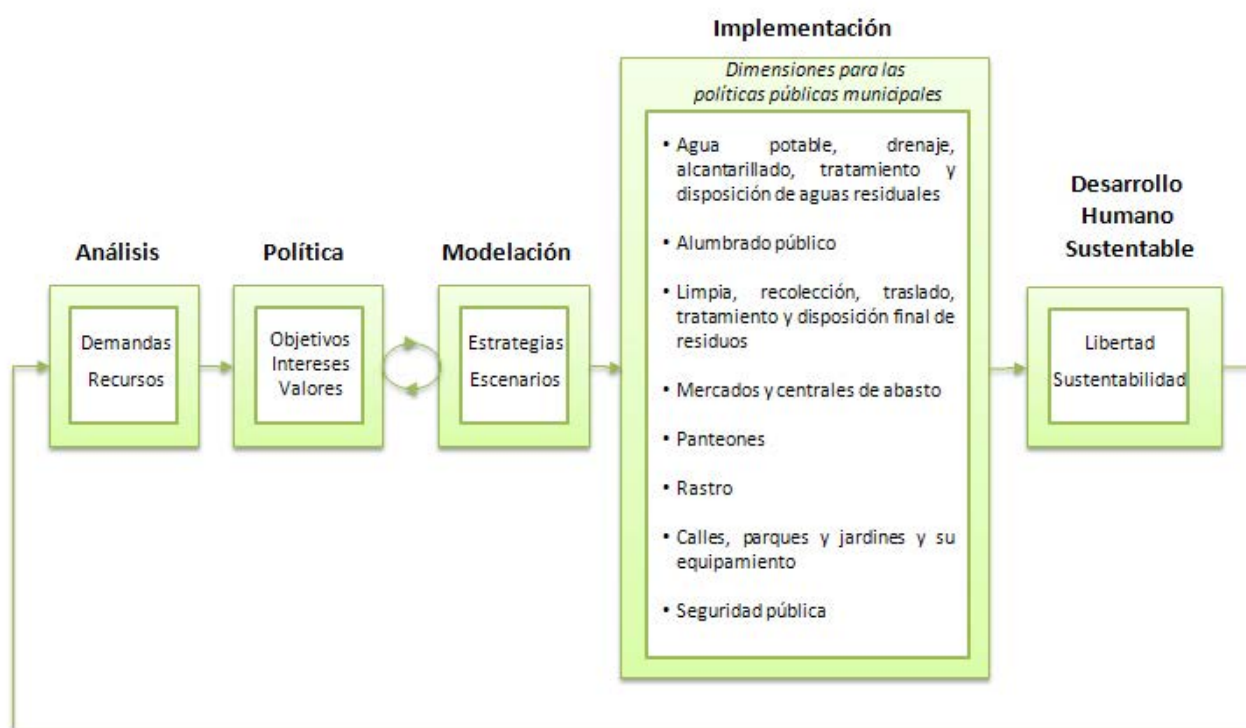 Análisis
Demandas
Recursos
Política
Objetivos
Intereses
Valores
Modelación
Estrategias
Escenarios
Implementación
Dimensiones para las
políticas públicas municipales
• Agua potable, drenaje,
alcantarillado, tratamiento y
disposición de aguas residuales
• Alumbrado público
• Limpia, recolección, traslado,
tratamiento y disposición final de
residuos
• Mercados y centrales de abasto
• Panteones
• Rastro
• Calles, parques y jardines y su
equipamiento
• Seguridad pública
Desarrollo
Humano
Sustentable
Libertad
Sustentabilidad